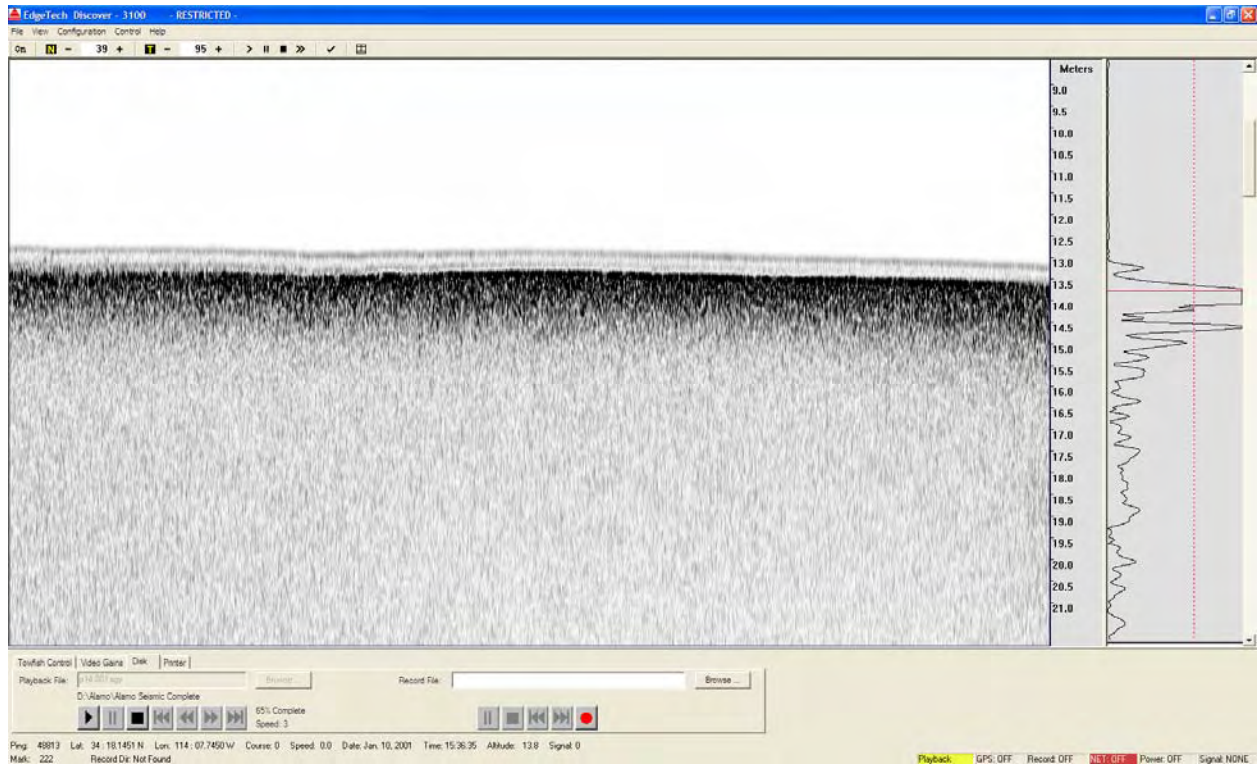 EdgeTech Discover - 3100 - RESTRICTED -
File View Configuration Control Help
On N - 39 + T - 95 +
Meters
9.0
9.5
10.0
10.5
11.0
11.5
12.0
12.5
13.0
13.5
14.0
14.5
15.0
15.5
16.0
16.5
17.0
17.5
18.0
18.5
19.0
19.5
20.0
20.5
21.0
Towfish Control Video Gains Disk Printer
Playback File: Browse ... Record File: Browse ...
D:\Alamo\Alamo Seismic Complete
65% Complete
Speed: 3
Ping: 48813 Lat: 34 : 18.1451 N Lon: 114 : 07.7450 W Course: 0 Speed: 0.0 Date: Jan. 10, 2001 Time: 15:36:35 Altitude: 13.8 Signal: 0
Mark: 222 Record Dir: Not Found Playback GPS: OFF Record: OFF NET: OFF Power: OFF Signal: NONE